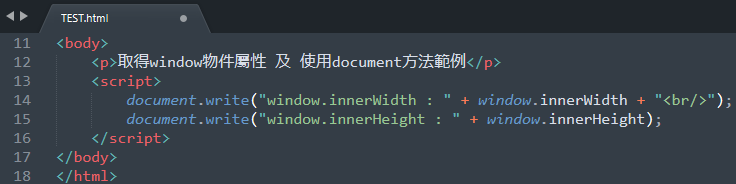 TEST.html
11 <body>
12 <p>取得window物件屬性 及 使用document方法範例</p>
13 <script>
14 document.write("window.innerWidth : " + window.innerWidth + "<br/>");
15 document.write("window.innerHeight : " + window.innerHeight);
16 </script>
17 </body>
18 </html>